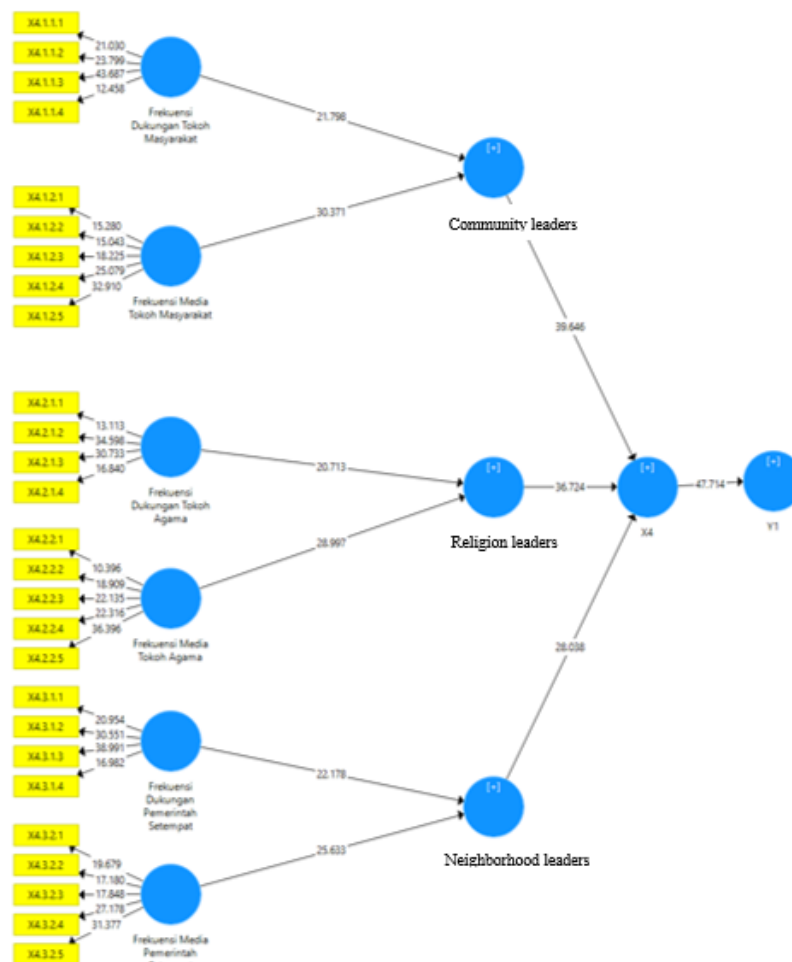 X4.1.1.1
X4.1.1.2
X4.1.1.3
X4.1.1.4
21.030
23.799
43.687
12.458
Frekuensi
Dukungan Tokoh
Masyarakat
21.798
[+]
Community leaders
X4.1.2.1
X4.1.2.2
X4.1.2.3
X4.1.2.4
X4.1.2.5
15.280
15.043
18.225
25.079
32.910
Frekuensi Media
Tokoh Masyarakat
30.371
39.646
X4.2.1.1
X4.2.1.2
X4.2.1.3
X4.2.1.4
13.113
34.598
30.733
16.840
Frekuensi
Dukungan Tokoh
Agama
20.713
[+]
Religion leaders
36.724
[+]
X4
47.714
[+]
Y1
X4.2.2.1
X4.2.2.2
X4.2.2.3
X4.2.2.4
X4.2.2.5
10.396
18.909
22.135
22.316
36.396
Frekuensi Media
Tokoh Agama
28.997
28.038
X4.3.1.1
X4.3.1.2
X4.3.1.3
X4.3.1.4
20.954
30.551
38.991
16.982
Frekuensi
Dukungan
Pemerintah
Setempat
22.178
[+]
Neighborhood leaders
X4.3.2.1
X4.3.2.2
X4.3.2.3
X4.3.2.4
X4.3.2.5
19.679
17.180
17.848
27.178
31.377
Frekuensi Media
Pemerintah
25.633